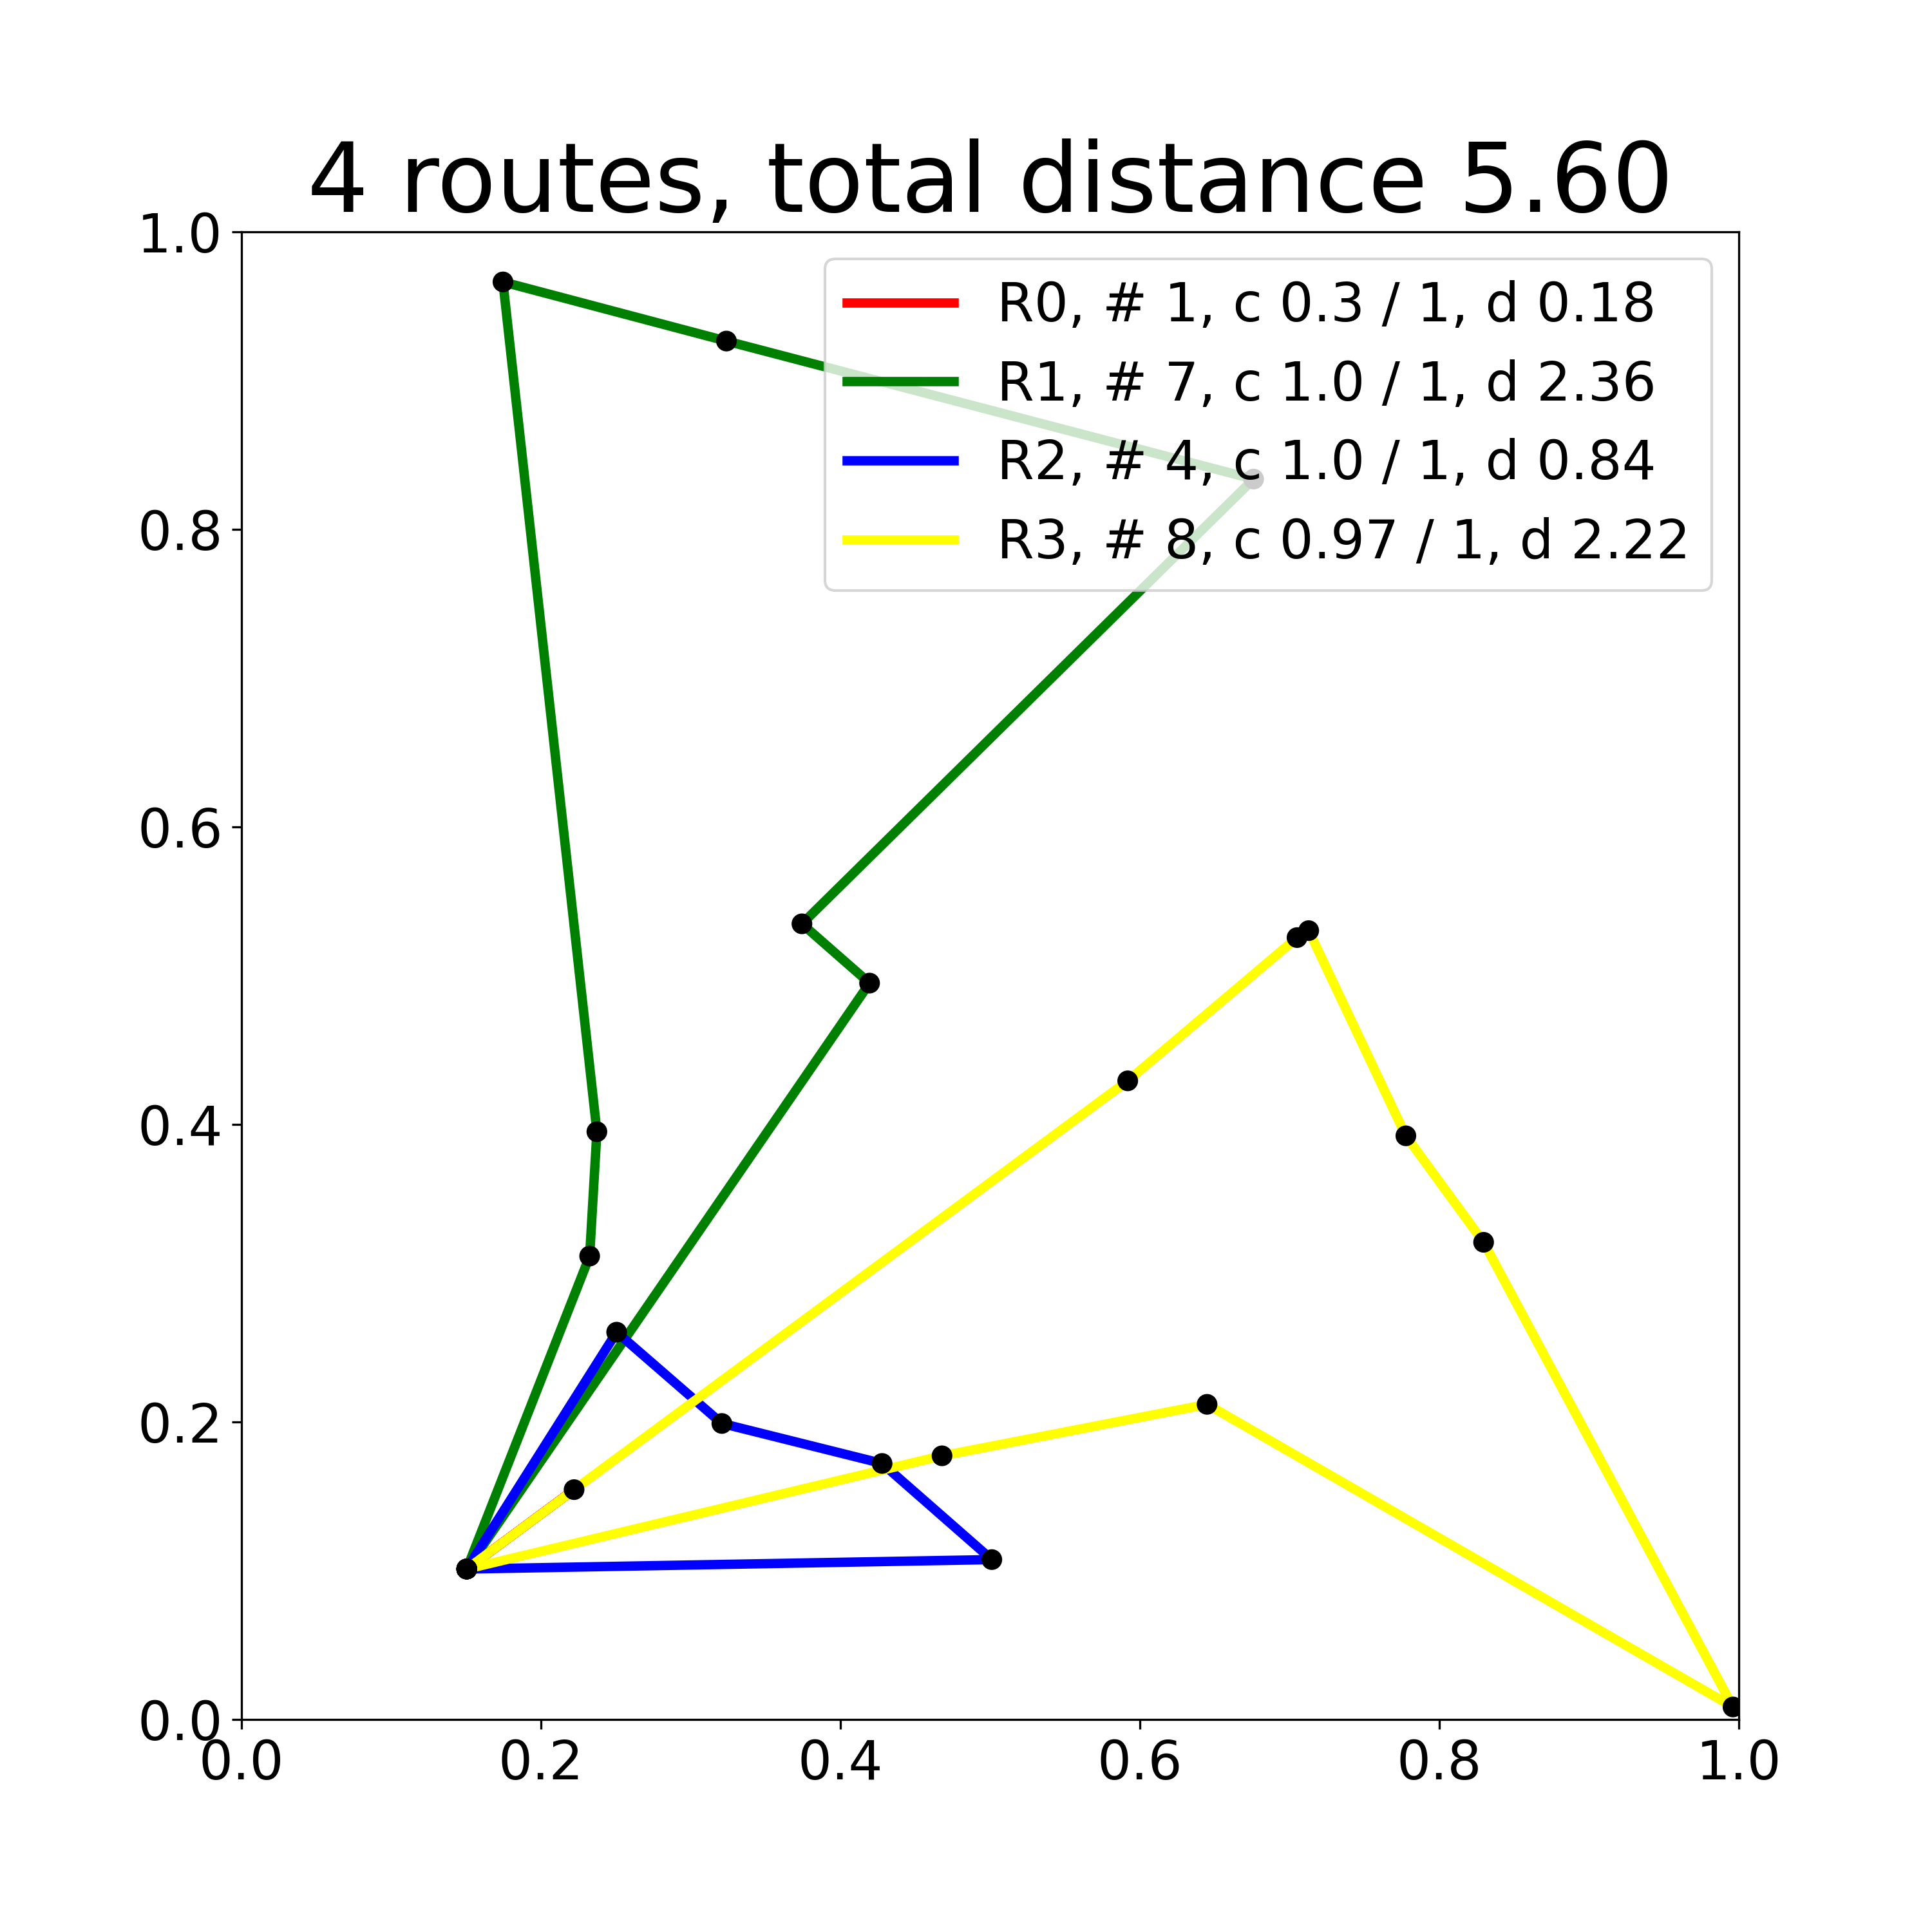 4 routes, total distance 5.60
R0, # 1, c 0.3 / 1, d 0.18
R1, # 7, c 1.0 / 1, d 2.36
R2, # 4, c 1.0 / 1, d 0.84
R3, # 8, c 0.97 / 1, d 2.22
1.0
0.8
0.6
0.4
0.2
0.0
0.0 0.2 0.4 0.6 0.8 1.0